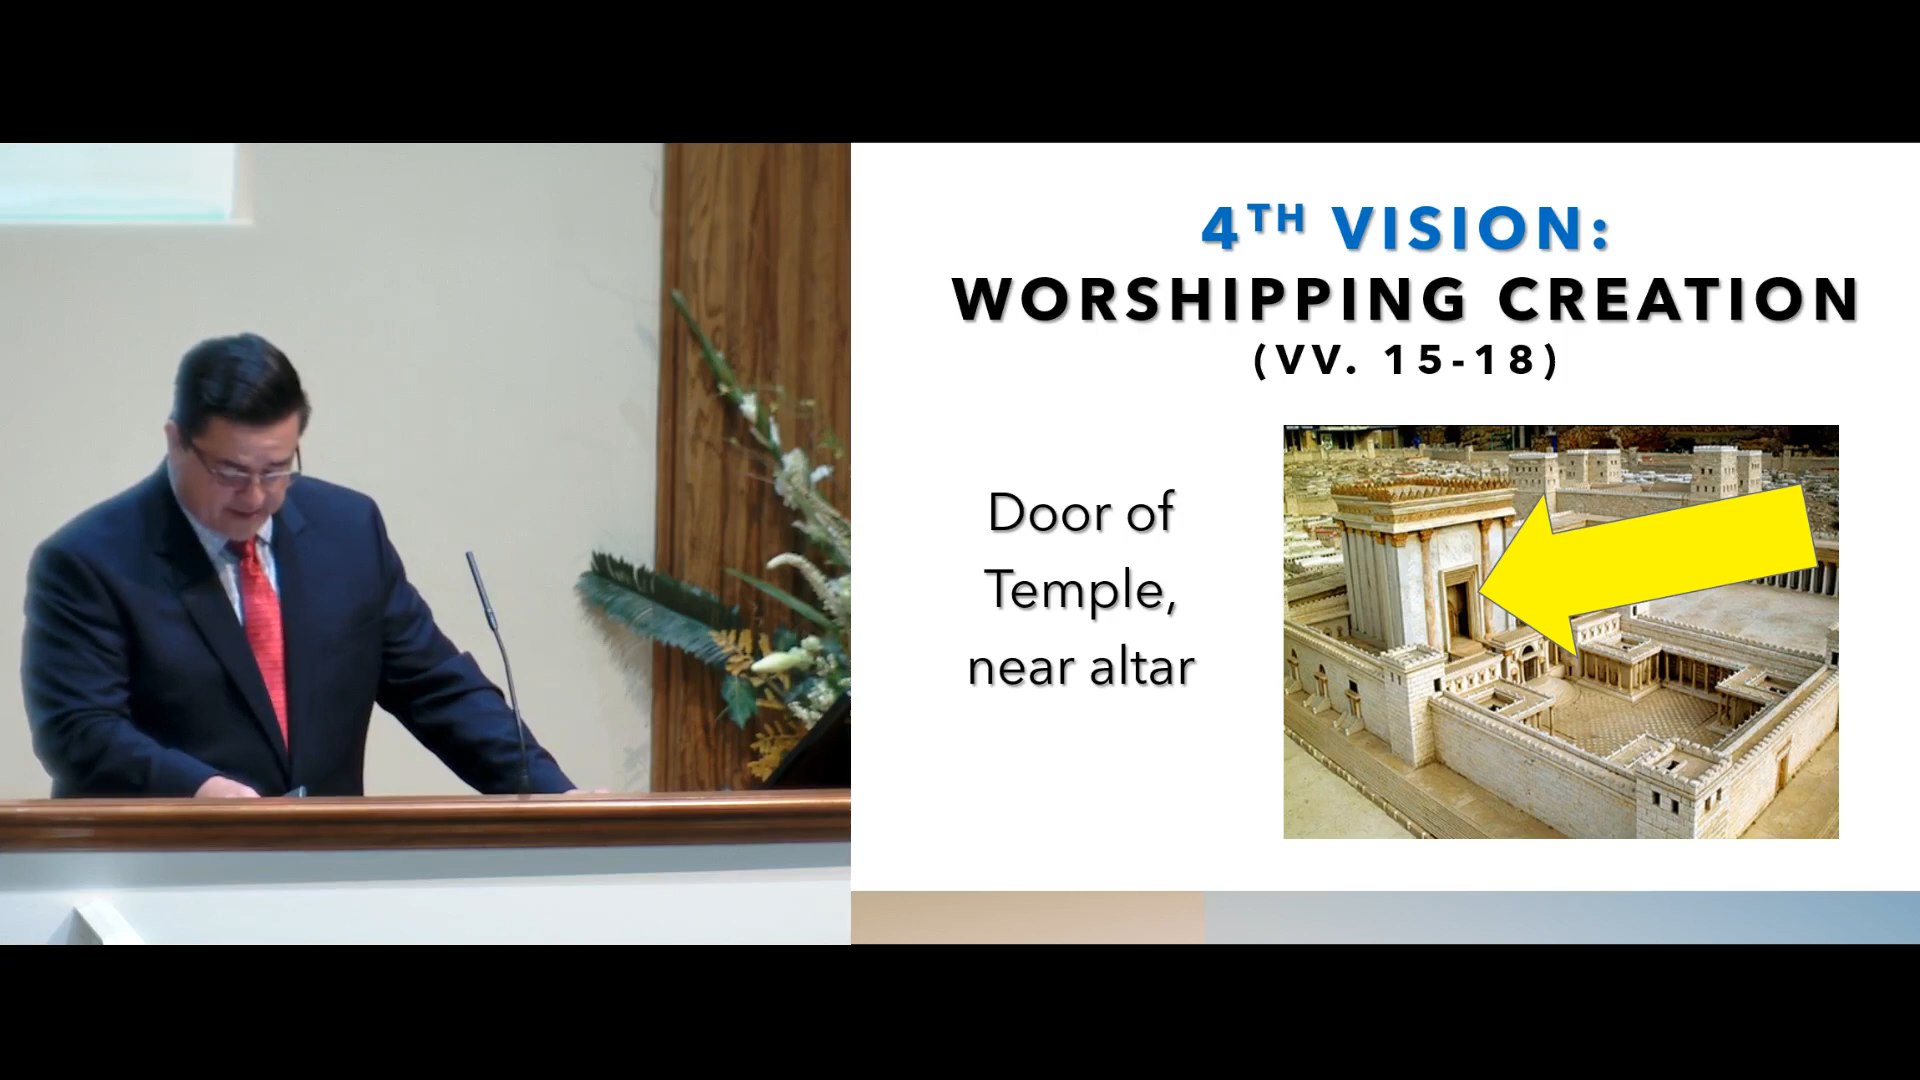 4TH VISION:
WORSHIPPING CREATION
(VV. 15-18)
Door of
Temple,
near altar